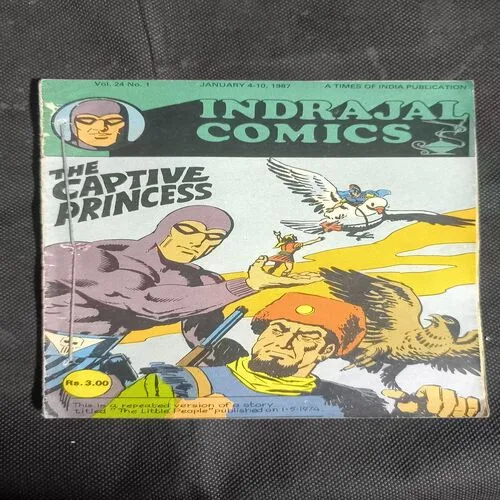 Vol. 24 No. 1 JANUARY 4-10, 1987 A TIMES OF INDIA PUBLICATION
INDRAJAL
COMICS
THE
CAPTIVE
PRINCESS
Rs. 3.00
This is a repeated version of a story
titled "The Little People" published on 1-5-1974.